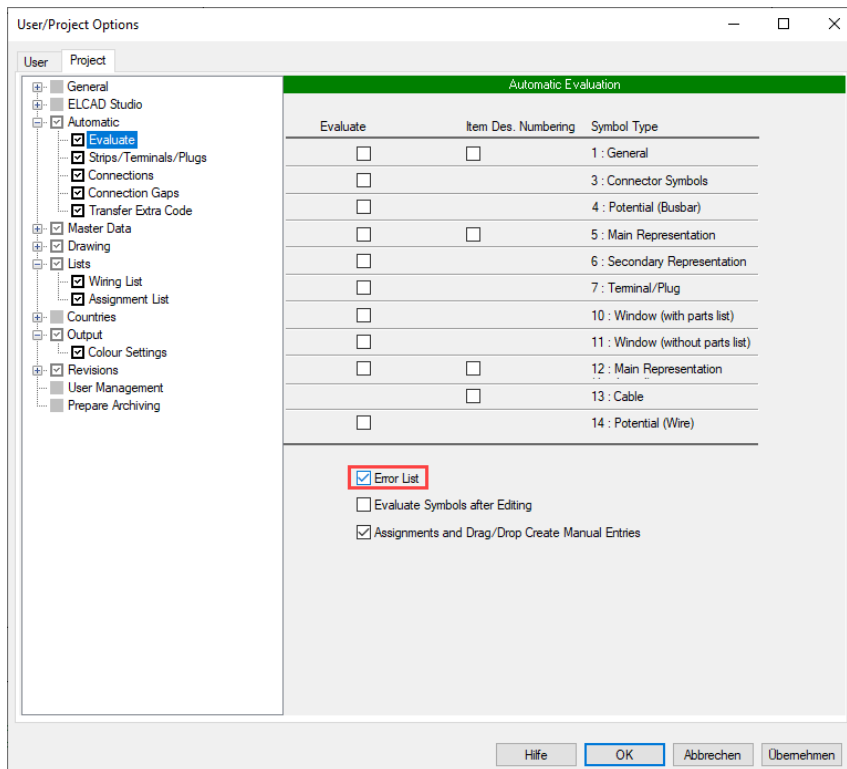 User/Project Options
User Project
General
ELCAD Studio
Automatic
Evaluate
Strips/Terminals/Plugs
Connections
Connection Gaps
Transfer Extra Code
Master Data
Drawing
Lists
Wiring List
Assignment List
Countries
Output
Colour Settings
Revisions
User Management
Prepare Archiving
Automatic Evaluation
Evaluate Item Des. Numbering Symbol Type
1 : General
3 : Connector Symbols
4 : Potential (Busbar)
5 : Main Representation
6 : Secondary Representation
7 : Terminal/Plug
10 : Window (with parts list)
11 : Window (without parts list)
12 : Main Representation
13 : Cable
14 : Potential (Wire)
Error List
Evaluate Symbols after Editing
Assignments and Drag/Drop Create Manual Entries
Hilfe OK Abbrechen Übernehmen